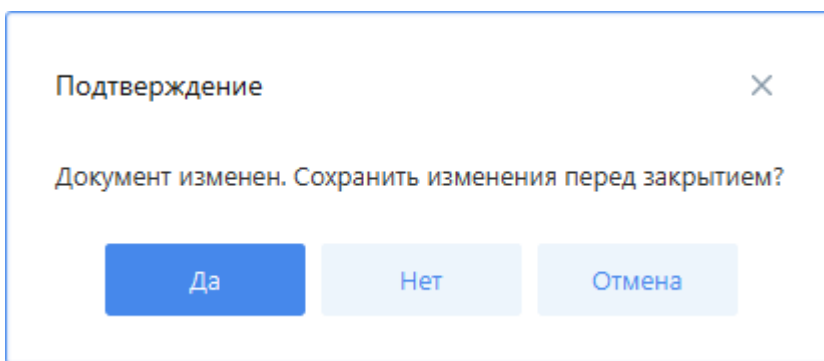 Подтверждение
Документ изменен. Сохранить изменения перед закрытием?
Да Нет Отмена